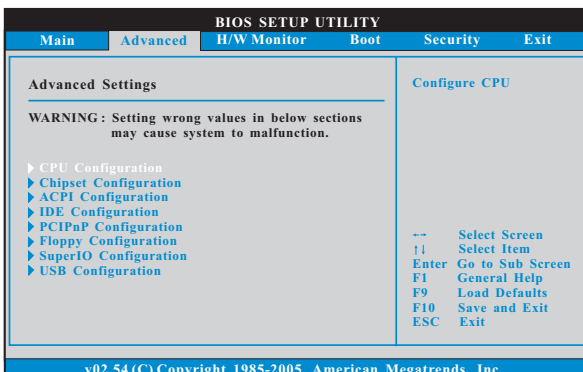 BIOS SETUP UTILITY
Main Advanced H/W Monitor Boot Security Exit
Advanced Settings
WARNING : Setting wrong values in below sections
may cause system to malfunction.
CPU Configuration
Chipset Configuration
ACPI Configuration
IDE Configuration
PCIPnP Configuration
Floppy Configuration
SuperIO Configuration
USB Configuration
Configure CPU
←→ Select Screen
↑↓ Select Item
Enter Go to Sub Screen
F1 General Help
F9 Load Defaults
F10 Save and Exit
ESC Exit
v02.54 (C) Copyright 1985-2005, American Megatrends, Inc.